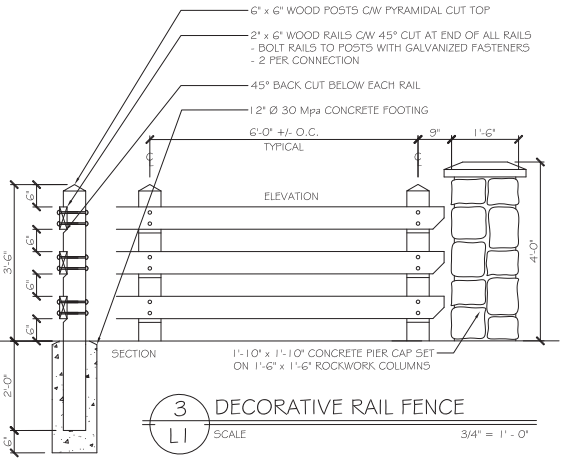 6" x 6" WOOD POSTS C/W PYRAMIDAL CUT TOP
2" x 6" WOOD RAILS C/W 45° CUT AT END OF ALL RAILS
- BOLT RAILS TO POSTS WITH GALVANIZED FASTENERS
- 2 PER CONNECTION
45° BACK CUT BELOW EACH RAIL
12" Ø 30 Mpa CONCRETE FOOTING
6'-0" +/- O.C.
TYPICAL
9"
1'-6"
C
L
C
L
6"
6"
6"
6"
3'-6"
2'-0"
6"
ELEVATION
4'-0"
SECTION
1'-10" x 1'-10" CONCRETE PIER CAP SET
ON 1'-6" x 1'-6" ROCKWORK COLUMNS
3
L1
DECORATIVE RAIL FENCE
SCALE
3/4" = 1' - 0"